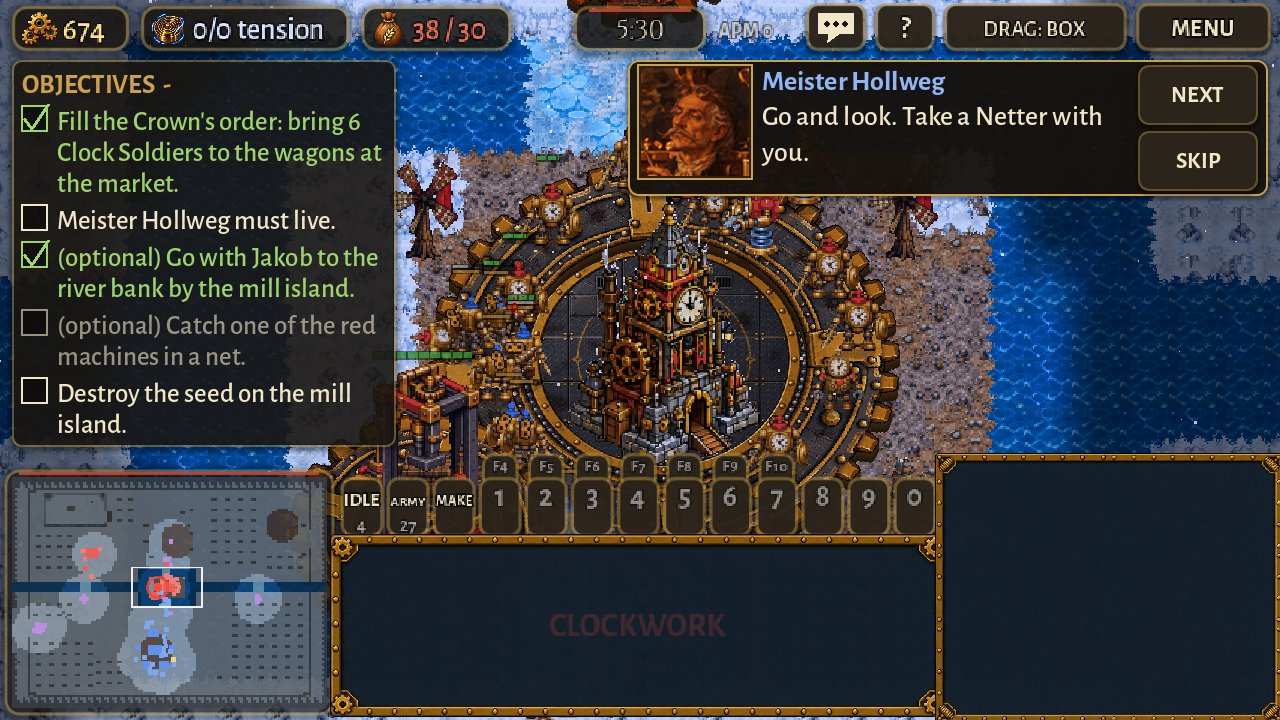 674
0/0 tension
38 / 30
5:30
APM 0
?
DRAG: BOX
MENU
OBJECTIVES -
Fill the Crown's order: bring 6
Clock Soldiers to the wagons at
the market.
Meister Hollweg must live.
(optional) Go with Jakob to the
river bank by the mill island.
(optional) Catch one of the red
machines in a net.
Destroy the seed on the mill
island.
Meister Hollweg
Go and look. Take a Netter with
you.
NEXT
SKIP
F4 F5 F6 F7 F8 F9 F10
IDLE ARMY MAKE 1 2 3 4 5 6 7 8 9 0
4 27
CLOCKWORK